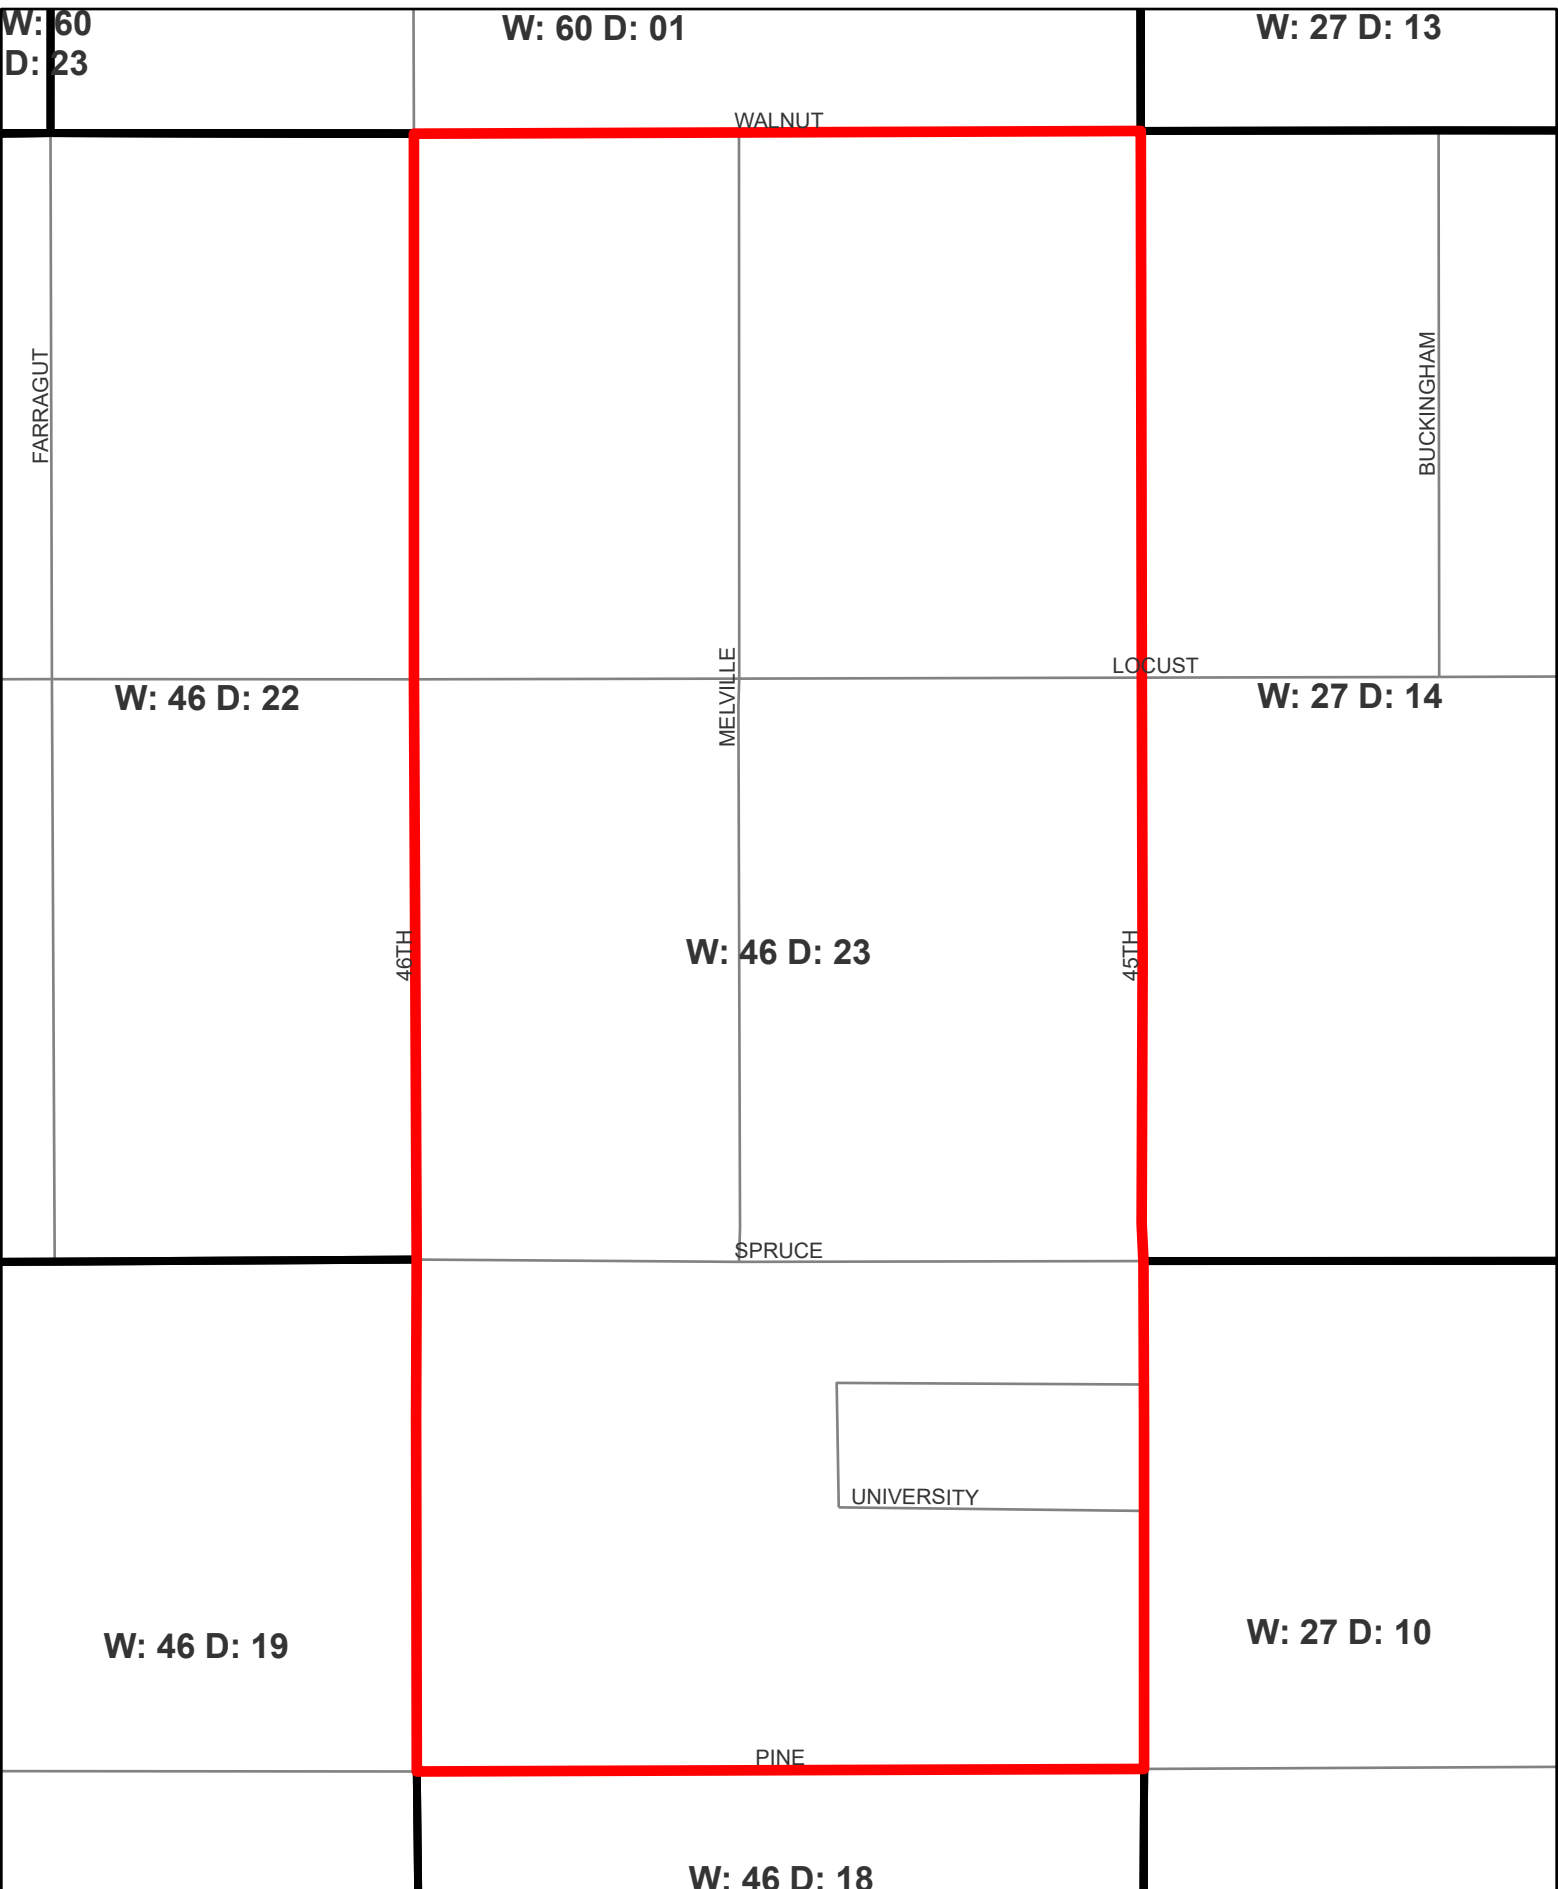 W: 60
D: 23
W: 60 D: 01
W: 27 D: 13
WALNUT
FARRAGUT
BUCKINGHAM
MELVILLE
LOCUST
W: 46 D: 22
W: 27 D: 14
46TH
W: 46 D: 23
45TH
SPRUCE
UNIVERSITY
W: 46 D: 19
W: 27 D: 10
PINE
W: 46 D: 18